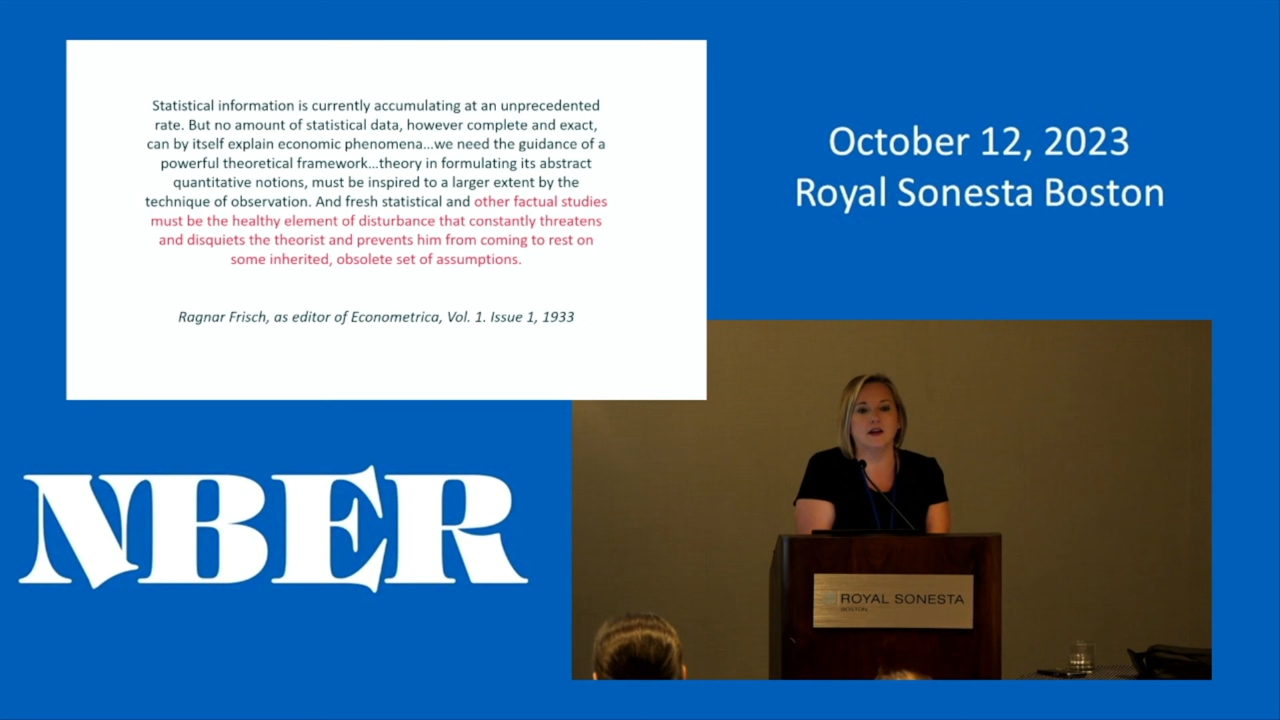 Statistical information is currently accumulating at an unprecedented
rate. But no amount of statistical data, however complete and exact,
can by itself explain economic phenomena...we need the guidance of a
powerful theoretical framework...theory in formulating its abstract
quantitative notions, must be inspired to a larger extent by the
technique of observation. And fresh statistical and other factual studies
must be the healthy element of disturbance that constantly threatens
and disquiets the theorist and prevents him from coming to rest on
some inherited, obsolete set of assumptions.
Ragnar Frisch, as editor of Econometrica, Vol. 1. Issue 1, 1933
October 12, 2023
Royal Sonesta Boston
NBER
ROYAL SONESTA
BOSTON